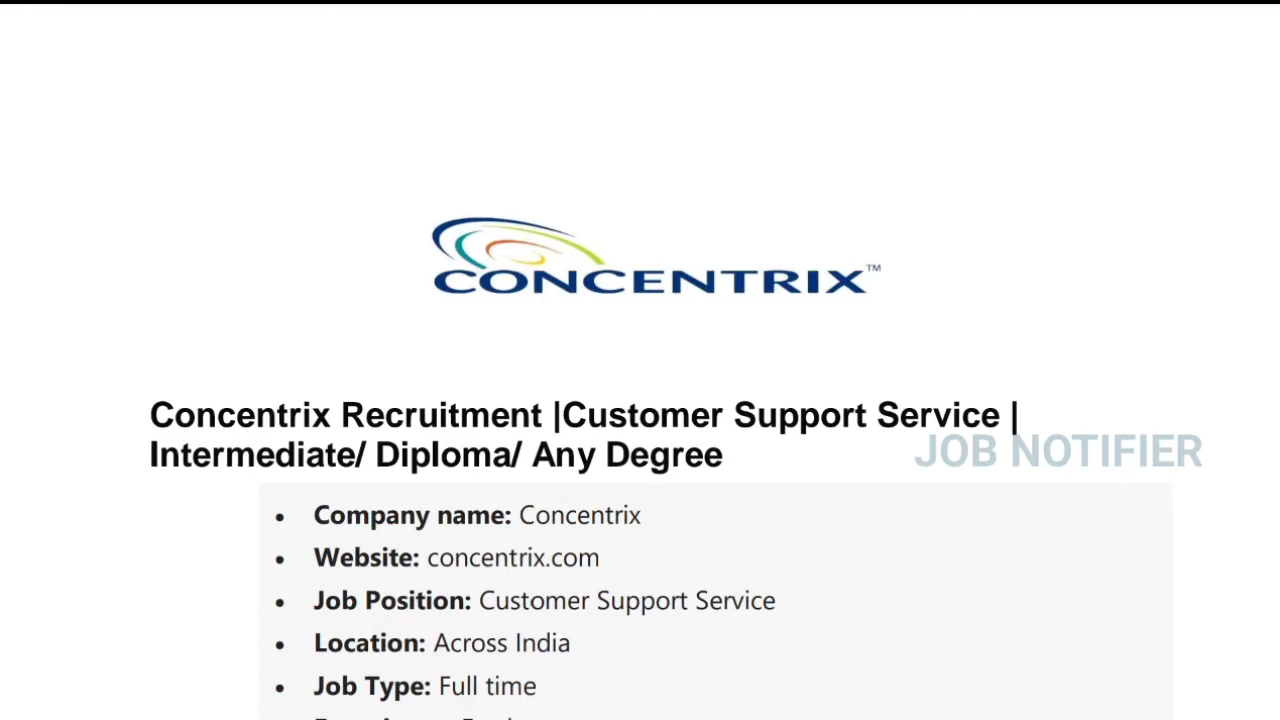 CONCENTRIX™
Concentrix Recruitment |Customer Support Service |
Intermediate/ Diploma/ Any Degree
JOB NOTIFIER
• Company name: Concentrix
• Website: concentrix.com
• Job Position: Customer Support Service
• Location: Across India
• Job Type: Full time